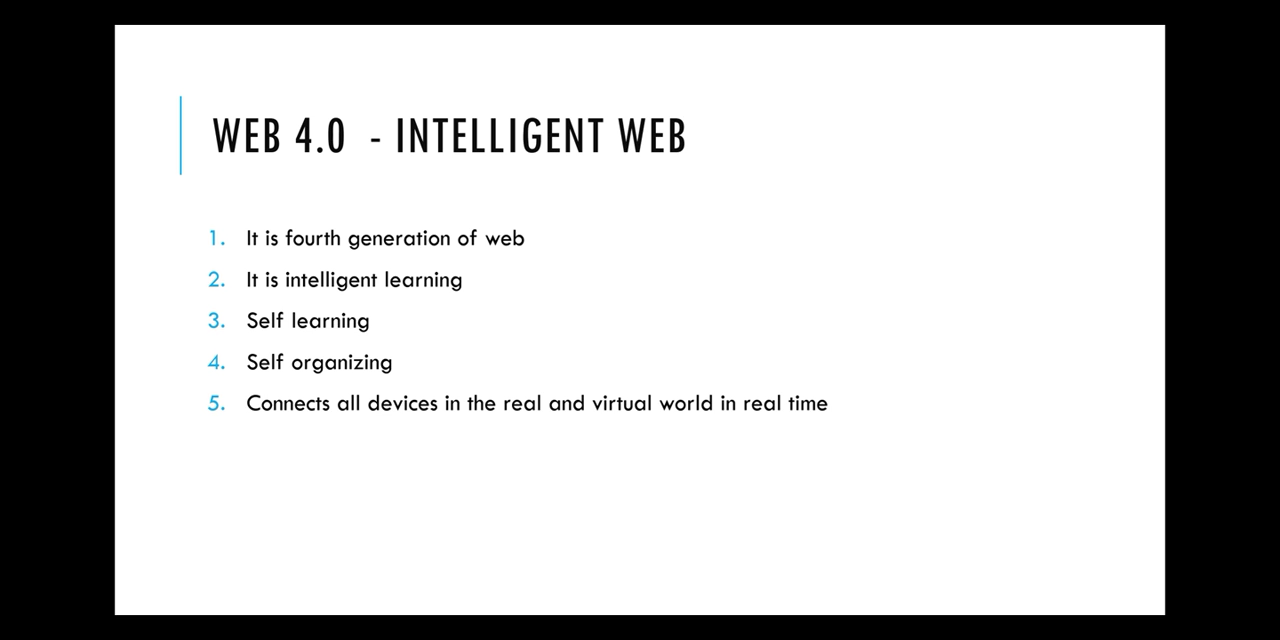 WEB 4.0 - INTELLIGENT WEB
1. It is fourth generation of web
2. It is intelligent learning
3. Self learning
4. Self organizing
5. Connects all devices in the real and virtual world in real time